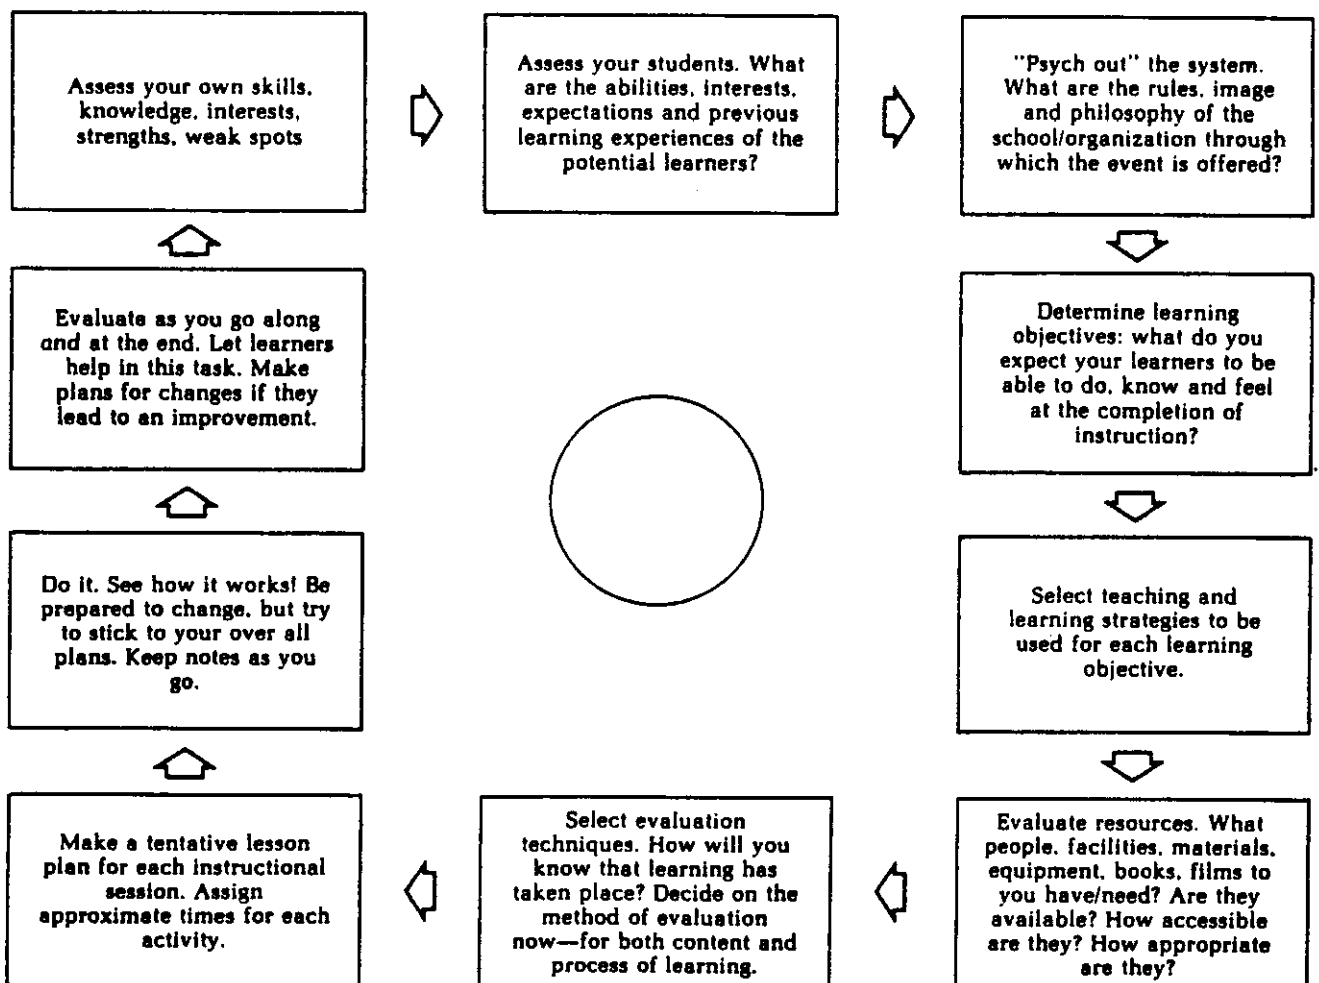 Assess your own skills,
knowledge, interests,
strengths, weak spots
Assess your students. What
are the abilities, interests,
expectations and previous
learning experiences of the
potential learners?
"Psych out" the system.
What are the rules, image
and philosophy of the
school/organization through
which the event is offered?
Determine learning
objectives: what do you
expect your learners to be
able to do, know and feel
at the completion of
instruction?
Select teaching and
learning strategies to be
used for each learning
objective.
Evaluate resources. What
people, facilities, materials,
equipment, books, films to
you have/need? Are they
available? How accessible
are they? How appropriate
are they?
Select evaluation
techniques. How will you
know that learning has
taken place? Decide on the
method of evaluation
now—for both content and
process of learning.
Make a tentative lesson
plan for each instructional
session. Assign
approximate times for each
activity.
Do it. See how it works! Be
prepared to change, but try
to stick to your over all
plans. Keep notes as you
go.
Evaluate as you go along
and at the end. Let learners
help in this task. Make
plans for changes if they
lead to an improvement.